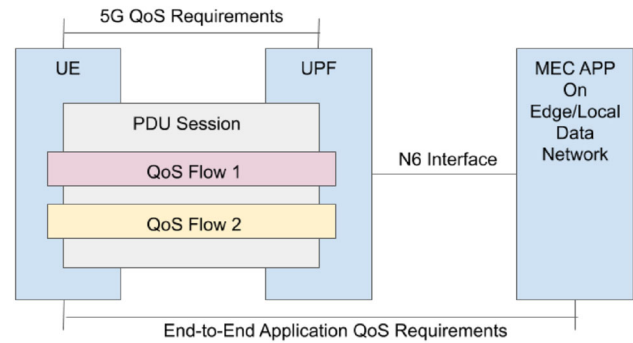 5G QoS Requirements
UE
UPF
MEC APP
On
Edge/Local
Data
Network
PDU Session
QoS Flow 1
N6 Interface
QoS Flow 2
End-to-End Application QoS Requirements